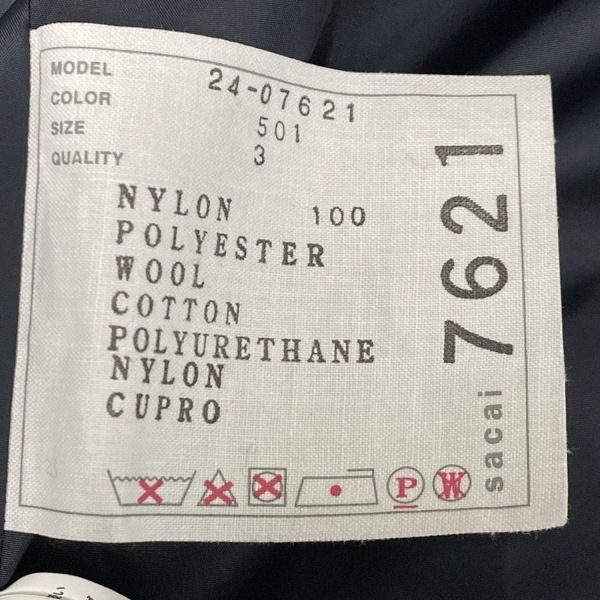 MODEL 24-07621
COLOR 501
SIZE 3
QUALITY
NYLON 100
POLYESTER
WOOL
COTTON
POLYURETHANE
NYLON
CUPRO
P W
sacai 7621